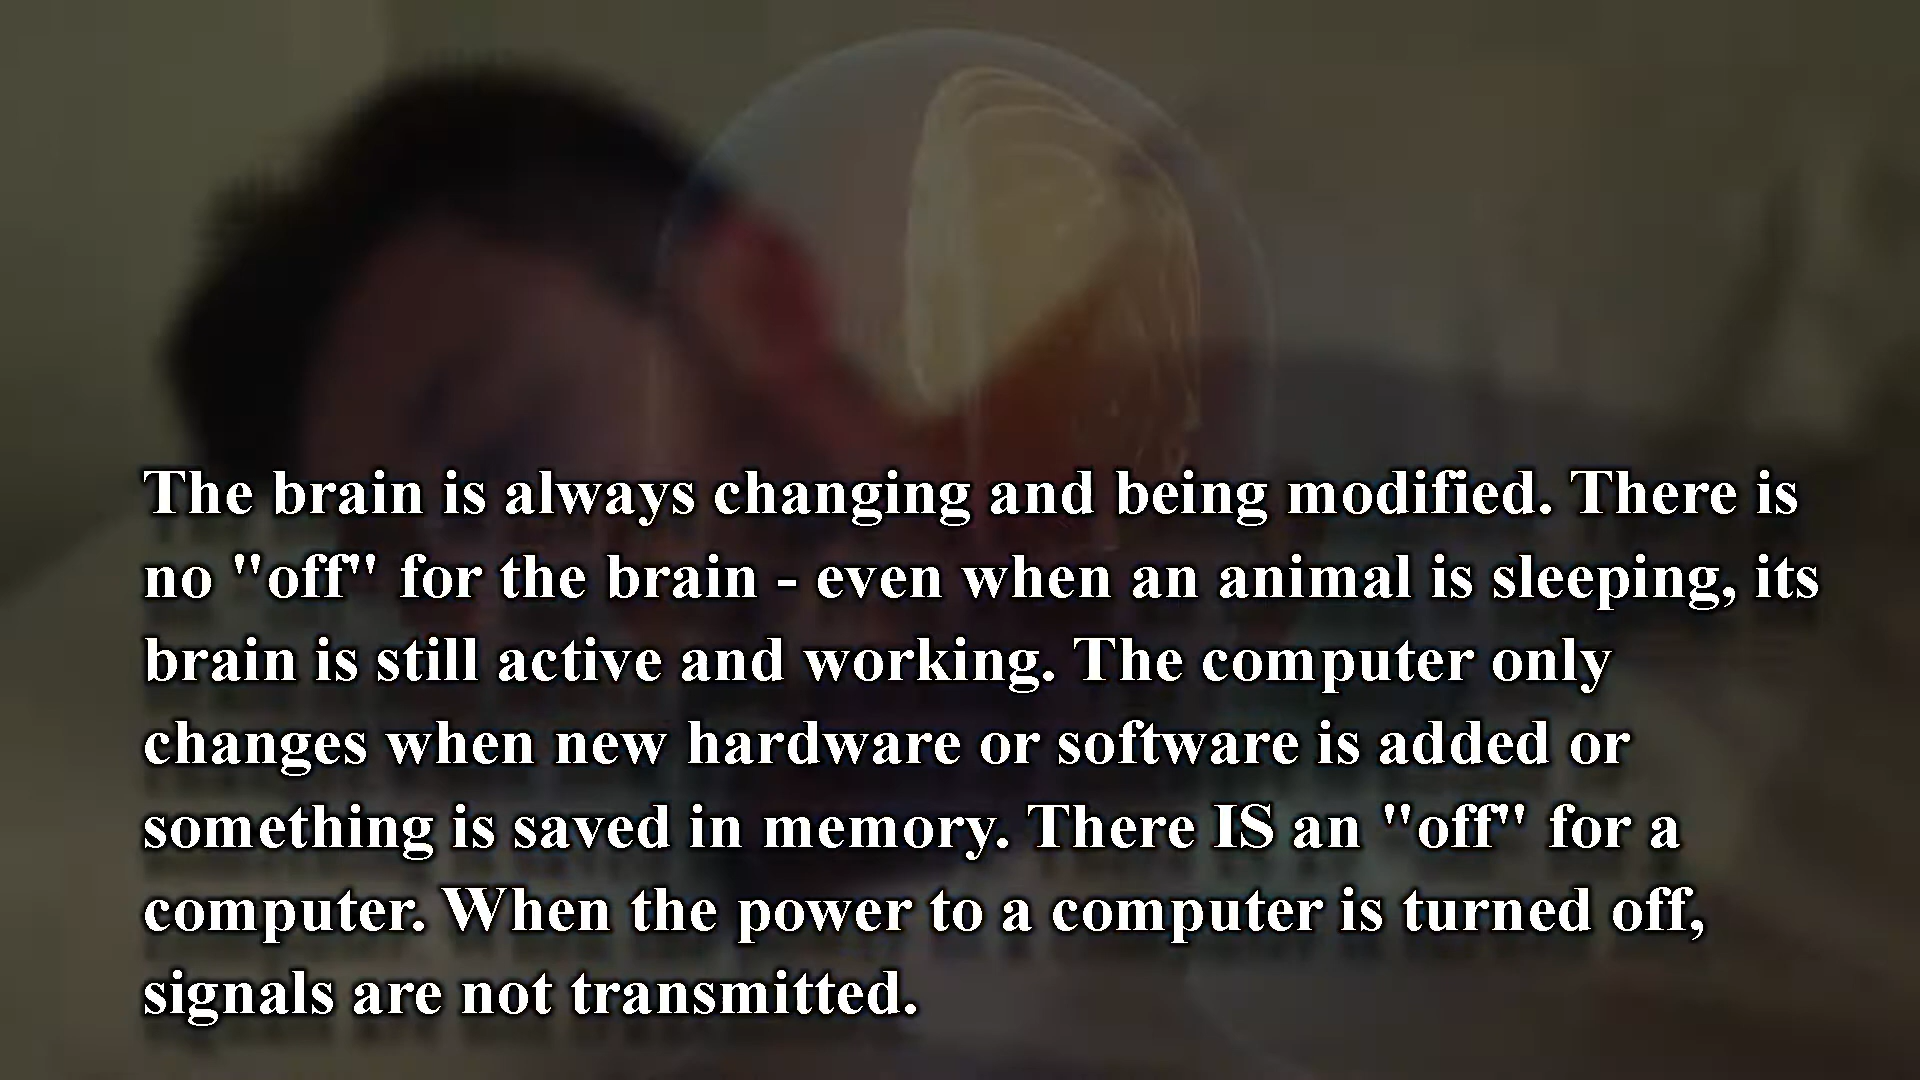 The brain is always changing and being modified. There is
no "off" for the brain - even when an animal is sleeping, its
brain is still active and working. The computer only
changes when new hardware or software is added or
something is saved in memory. There IS an "off" for a
computer. When the power to a computer is turned off,
signals are not transmitted.